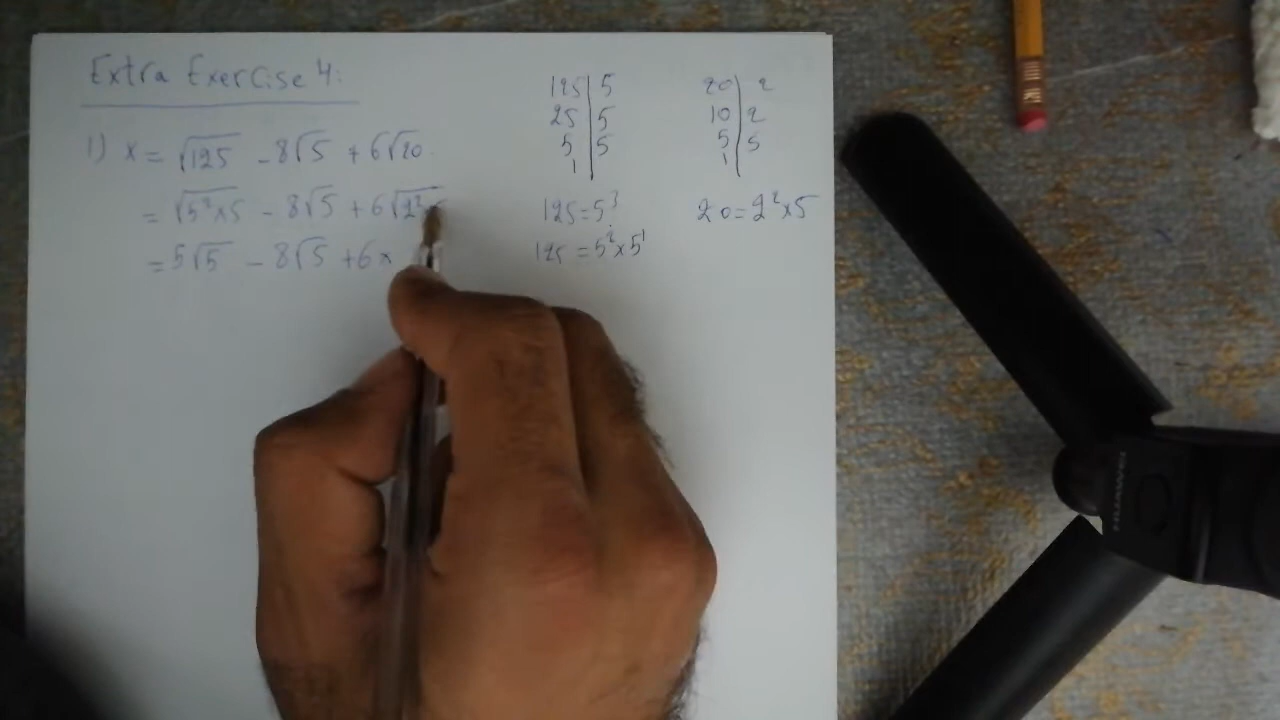 Extra Exercise 4:
1) x = √125 - 8√5 + 6√20
= √5²×5 - 8√5 + 6√2²×5
= 5√5 - 8√5 + 6×
125 | 5
25 | 5
5 | 5
1
125 = 5³
125 = 5²×5¹
20 | 2
10 | 2
5 | 5
1
20 = 2²×5
HUAWEI